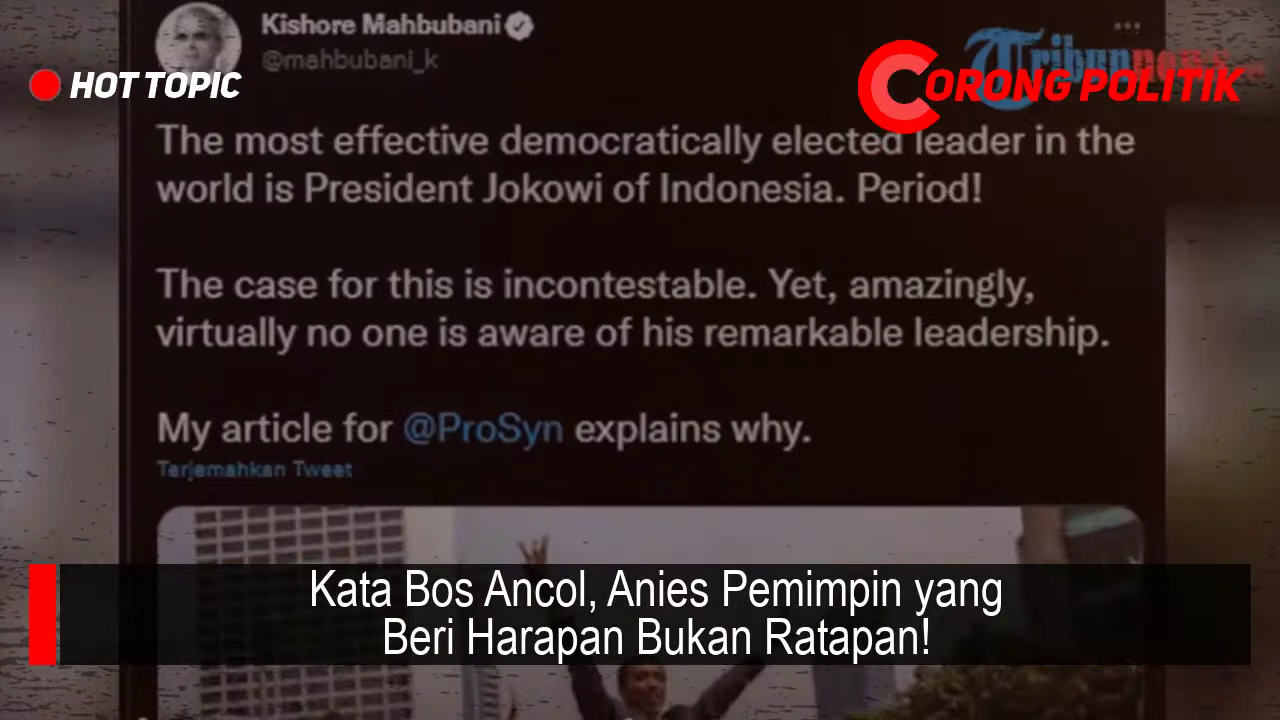 Kishore Mahbubani
@mahbubani_k
HOT TOPIC
Tribunnews
CORONG POLITIK
The most effective democratically elected leader in the
world is President Jokowi of Indonesia. Period!
The case for this is incontestable. Yet, amazingly,
virtually no one is aware of his remarkable leadership.
My article for @ProSyn explains why.
Terjemahkan Tweet
Kata Bos Ancol, Anies Pemimpin yang
Beri Harapan Bukan Ratapan!